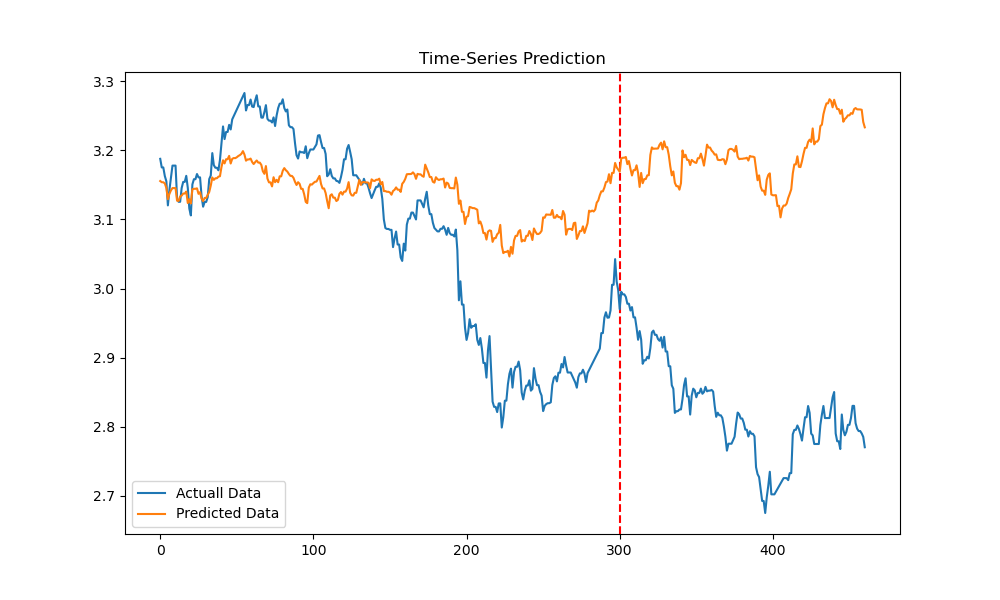 Time-Series Prediction
3.3
3.2
3.1
3.0
2.9
2.8
2.7
Actuall Data
Predicted Data
0 100 200 300 400